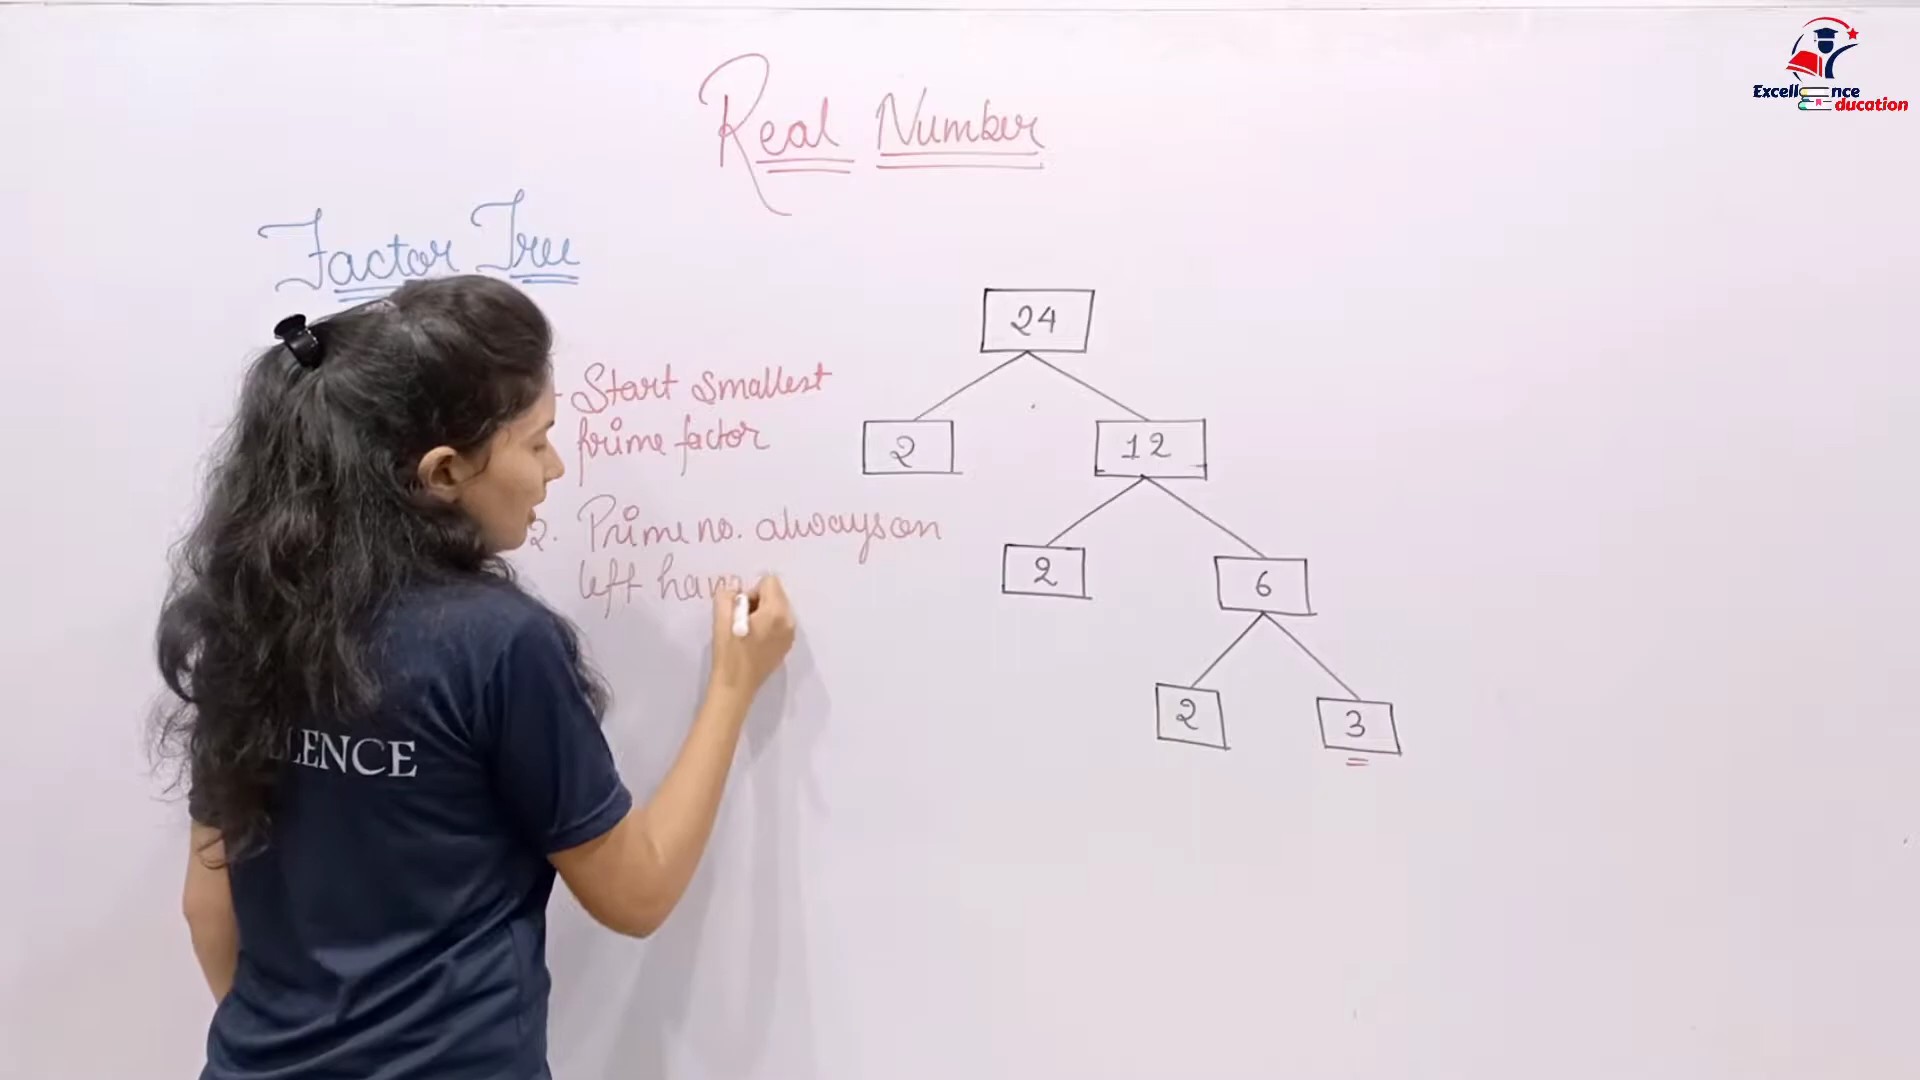 Real Number
Factor Tree
Start smallest
prime factor
2. Prime no. always on
left han
24
2
12
2
6
2
3
LLENCE
Excellence
ducation